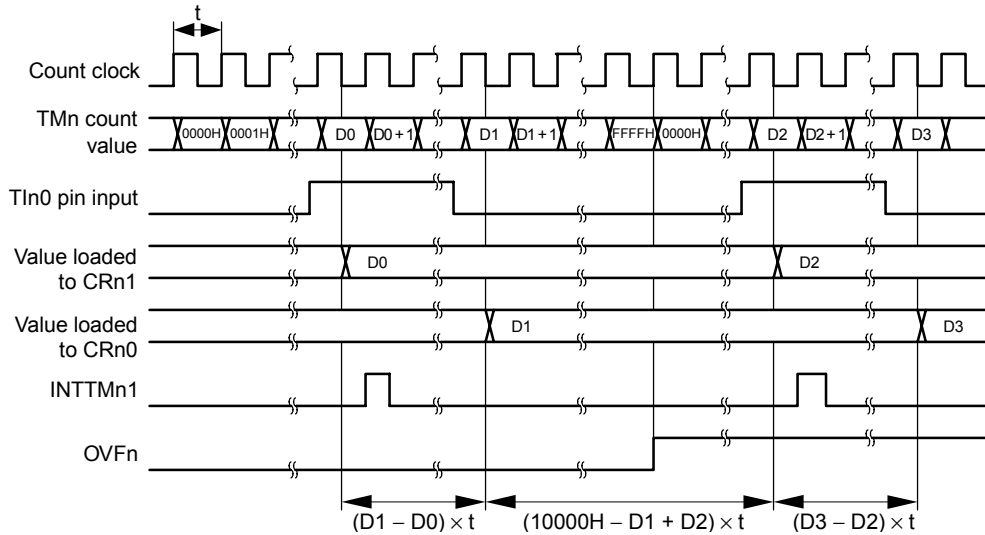 t
Count clock
TMn count
value
0000H 0001H D0 D0+1 D1 D1+1 FFFFH 0000H D2 D2+1 D3
TIn0 pin input
Value loaded
to CRn1
D0 D2
Value loaded
to CRn0
D1 D3
INTTMn1
OVFn
(D1 − D0) × t (10000H − D1 + D2) × t (D3 − D2) × t